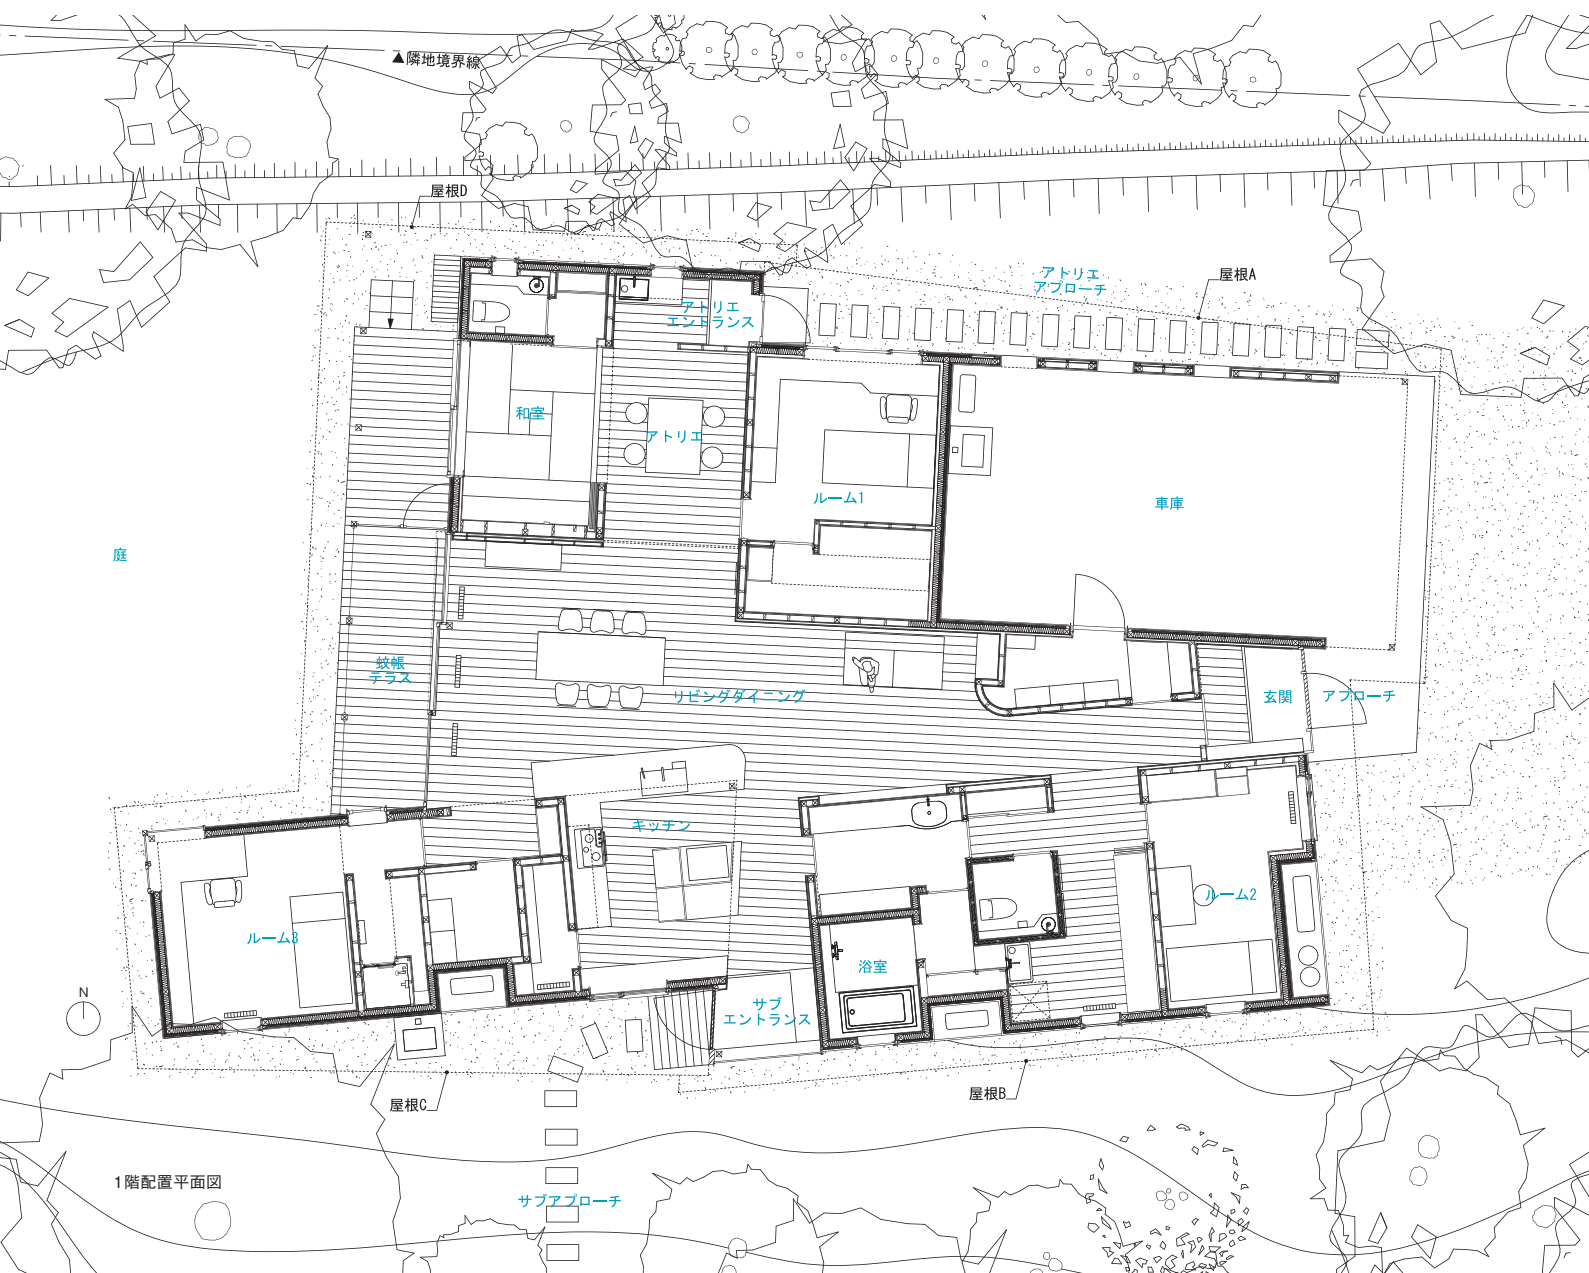 ▲隣地境界線
屋根D
アトリエ
アプローチ
屋根A
アトリエ
エントランス
和室
アトリエ
ルーム1
車庫
庭
蚊帳
テラス
リビングダイニング
玄関
アプローチ
キッチン
ルーム2
ルーム3
浴室
サブ
エントランス
N
屋根C
屋根B
1階配置平面図
サブアプローチ